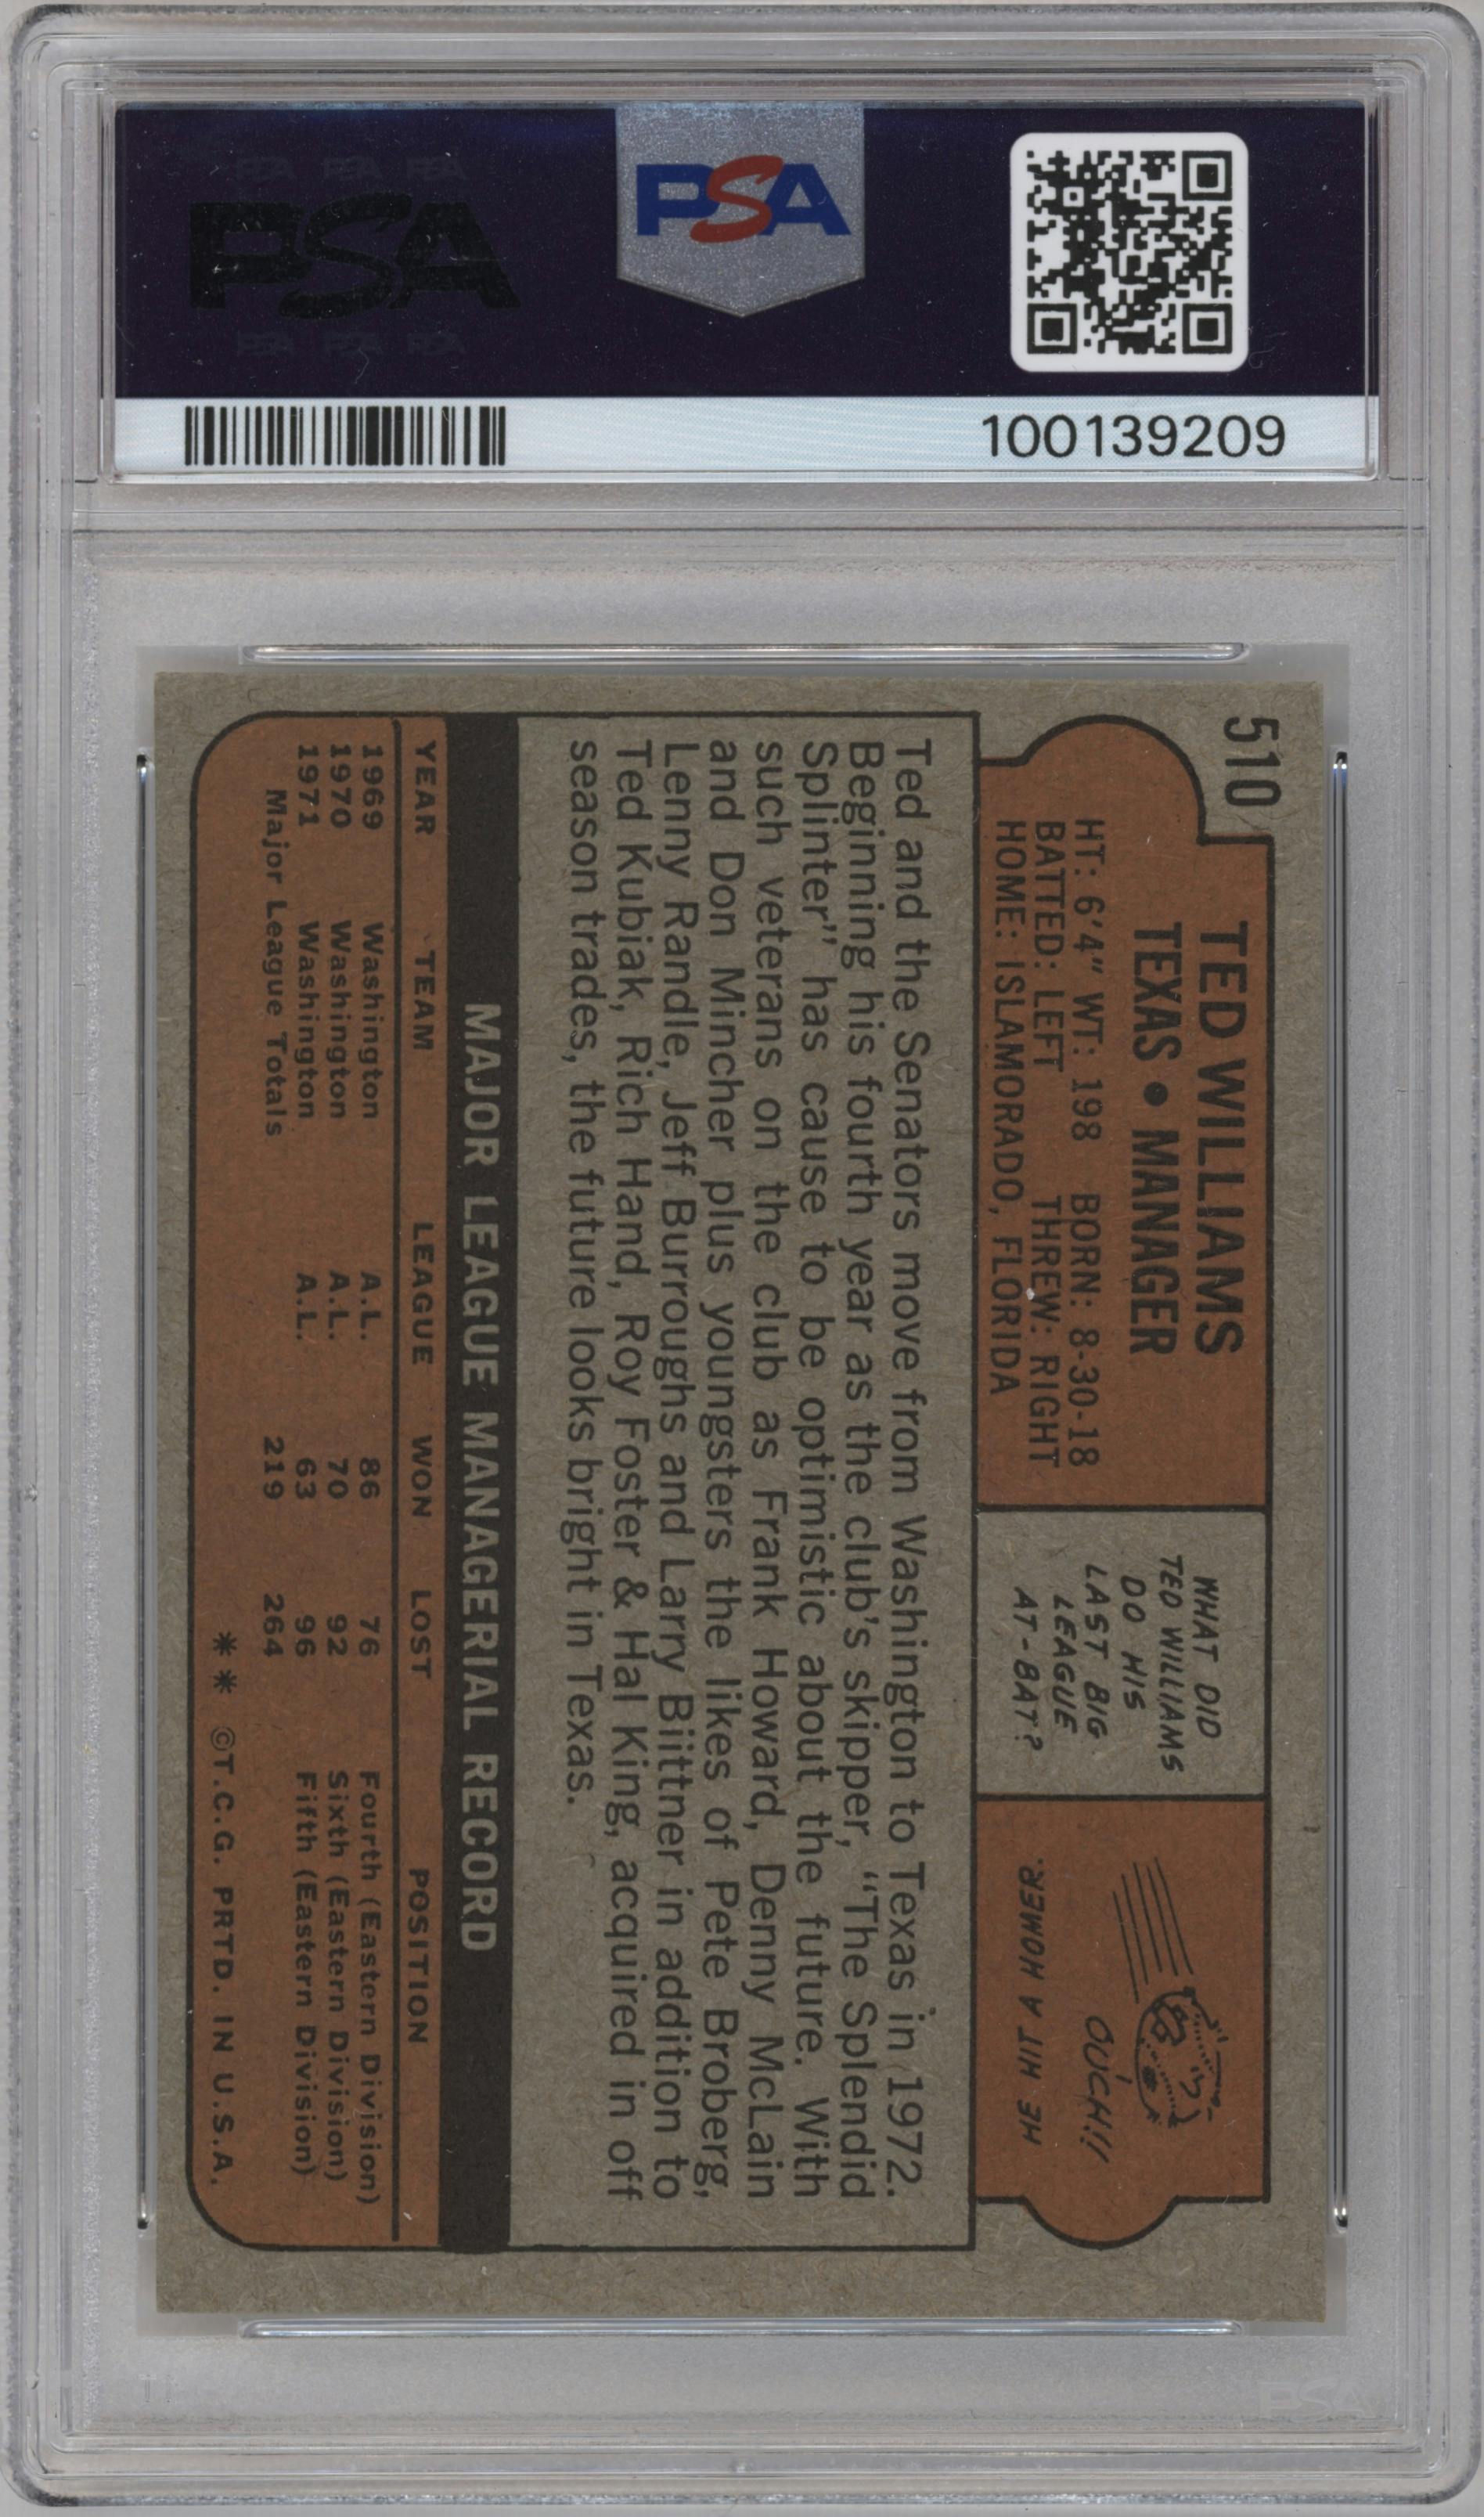 PSA
PSA
100139209
510
TED WILLIAMS
TEXAS • MANAGER
HT: 6'4" WT: 198 BORN: 8-30-18
BATTED: LEFT THREW: RIGHT
HOME: ISLAMORADO, FLORIDA
WHAT DID
TED WILLIAMS
DO HIS
LAST BIG
LEAGUE
AT-BAT?
OUCH!!
HE HIT A HOMER.
Ted and the Senators move from Washington to Texas in 1972.
Beginning his fourth year as the club's skipper, "The Splendid
Splinter" has cause to be optimistic about the future. With
such veterans on the club as Frank Howard, Denny McLain
and Don Mincher plus youngsters the likes of Pete Broberg,
Lenny Randle, Jeff Burroughs and Larry Biittner in addition to
Ted Kubiak, Rich Hand, Roy Foster & Hal King, acquired in off
season trades, the future looks bright in Texas.
MAJOR LEAGUE MANAGERIAL RECORD
YEAR TEAM LEAGUE WON LOST POSITION
1969 Washington A.L. 86 76 Fourth (Eastern Division)
1970 Washington A.L. 70 92 Sixth (Eastern Division)
1971 Washington A.L. 63 96 Fifth (Eastern Division)
Major League Totals 219 264
** ©T.C.G. PRTD. IN U.S.A.
PSA